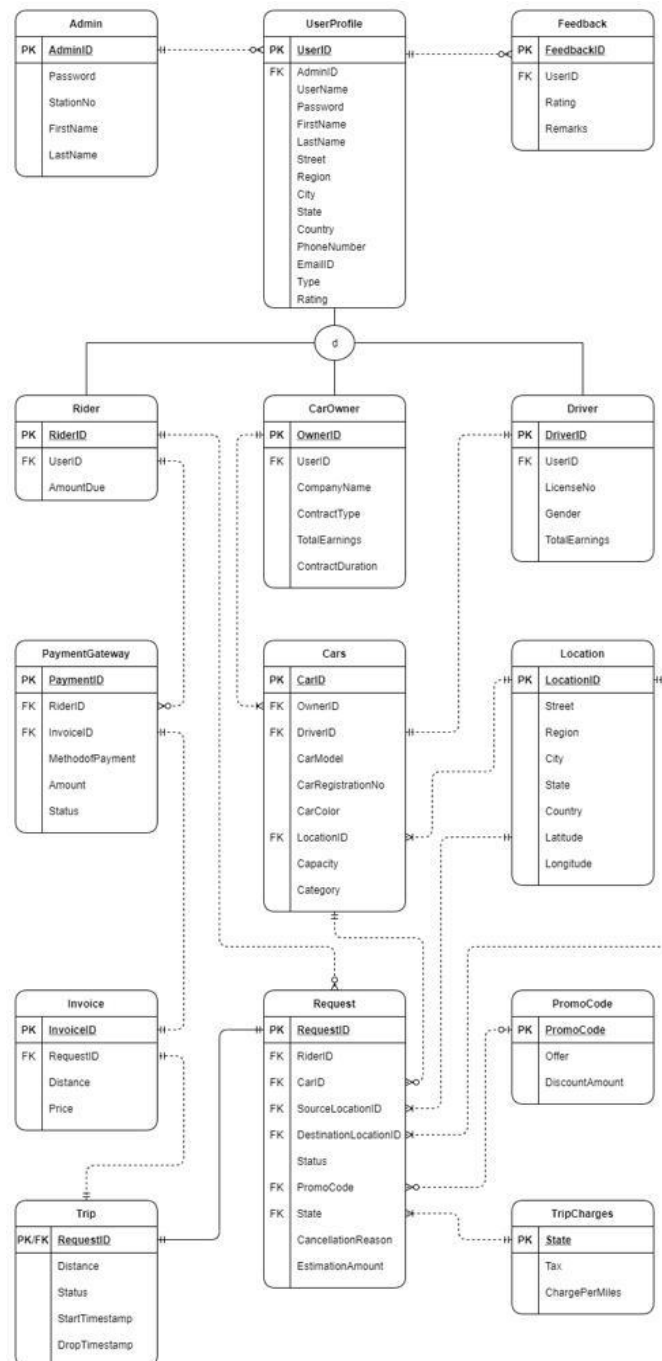 Admin
PK AdminID
Password
StationNo
FirstName
LastName
UserProfile
PK UserID
FK AdminID
UserName
Password
FirstName
LastName
Street
Region
City
State
Country
PhoneNumber
EmailID
Type
Rating
Feedback
PK FeedbackID
FK UserID
Rating
Remarks
d
Rider
PK RiderID
FK UserID
AmountDue
CarOwner
PK OwnerID
FK UserID
CompanyName
ContractType
TotalEarnings
ContractDuration
Driver
PK DriverID
FK UserID
LicenseNo
Gender
TotalEarnings
PaymentGateway
PK PaymentID
FK RiderID
FK InvoiceID
MethodofPayment
Amount
Status
Cars
PK CarID
FK OwnerID
FK DriverID
CarModel
CarRegistrationNo
CarColor
FK LocationID
Capacity
Category
Location
PK LocationID
Street
Region
City
State
Country
Latitude
Longitude
Invoice
PK InvoiceID
FK RequestID
Distance
Price
Request
PK RequestID
FK RiderID
FK CarID
FK SourceLocationID
FK DestinationLocationID
Status
FK PromoCode
FK State
CancellationReason
EstimationAmount
PromoCode
PK PromoCode
Offer
DiscountAmount
Trip
PK/FK RequestID
Distance
Status
StartTimestamp
DropTimestamp
TripCharges
PK State
Tax
ChargePerMiles